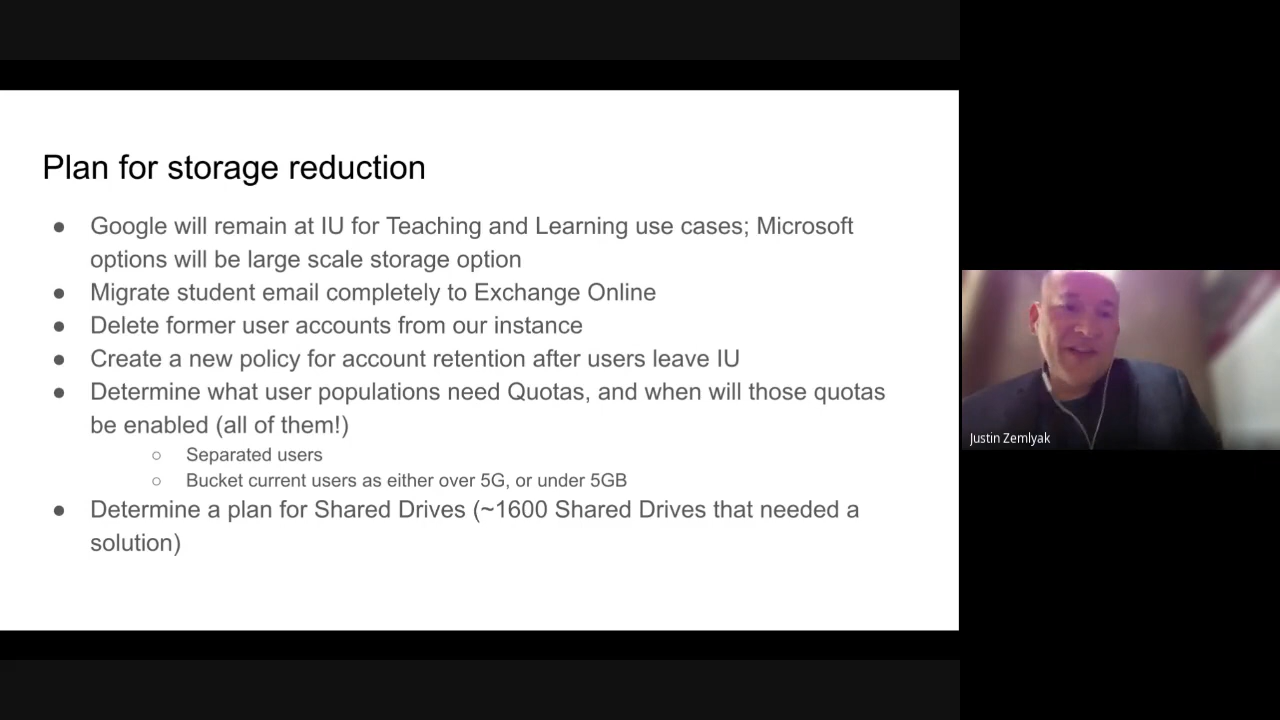 Plan for storage reduction
● Google will remain at IU for Teaching and Learning use cases; Microsoft
options will be large scale storage option
● Migrate student email completely to Exchange Online
● Delete former user accounts from our instance
● Create a new policy for account retention after users leave IU
● Determine what user populations need Quotas, and when will those quotas
be enabled (all of them!)
○ Separated users
○ Bucket current users as either over 5G, or under 5GB
● Determine a plan for Shared Drives (~1600 Shared Drives that needed a
solution)
Justin Zemlyak